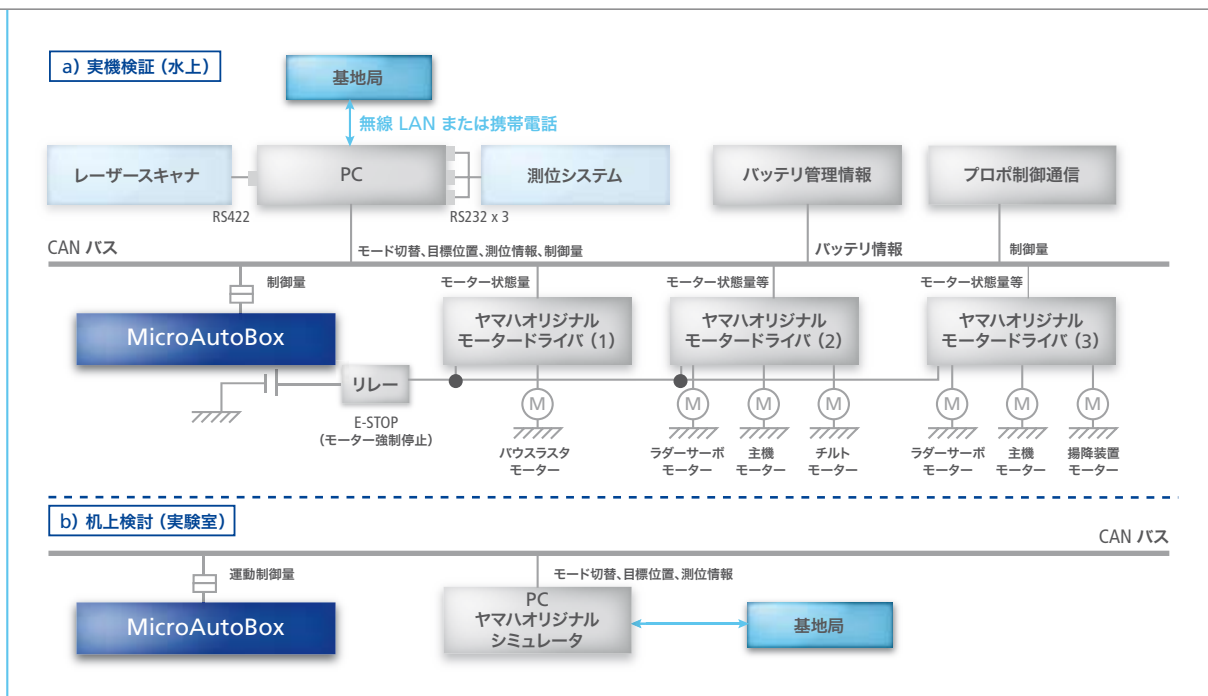 a）実機検証（水上）
基地局
無線 LAN または携帯電話
レーザースキャナ
PC
測位システム
バッテリ管理情報
プロポ制御通信
RS422
RS232 x 3
CAN バス
モード切替、目標位置、測位情報、制御量
バッテリ情報
制御量
制御量
モーター状態量
モーター状態量等
モーター状態量等
MicroAutoBox
ヤマハオリジナル
モータードライバ（1）
ヤマハオリジナル
モータードライバ（2）
ヤマハオリジナル
モータードライバ（3）
リレー
E-STOP
（モーター強制停止）
M
M
M
M
M
M
M
バウスラスタ
モーター
ラダーサーボ
モーター
主機
モーター
チルト
モーター
ラダーサーボ
モーター
主機
モーター
揚降装置
モーター
b）机上検討（実験室）
CAN バス
運動制御量
モード切替、目標位置、測位情報
MicroAutoBox
PC
ヤマハオリジナル
シミュレータ
基地局